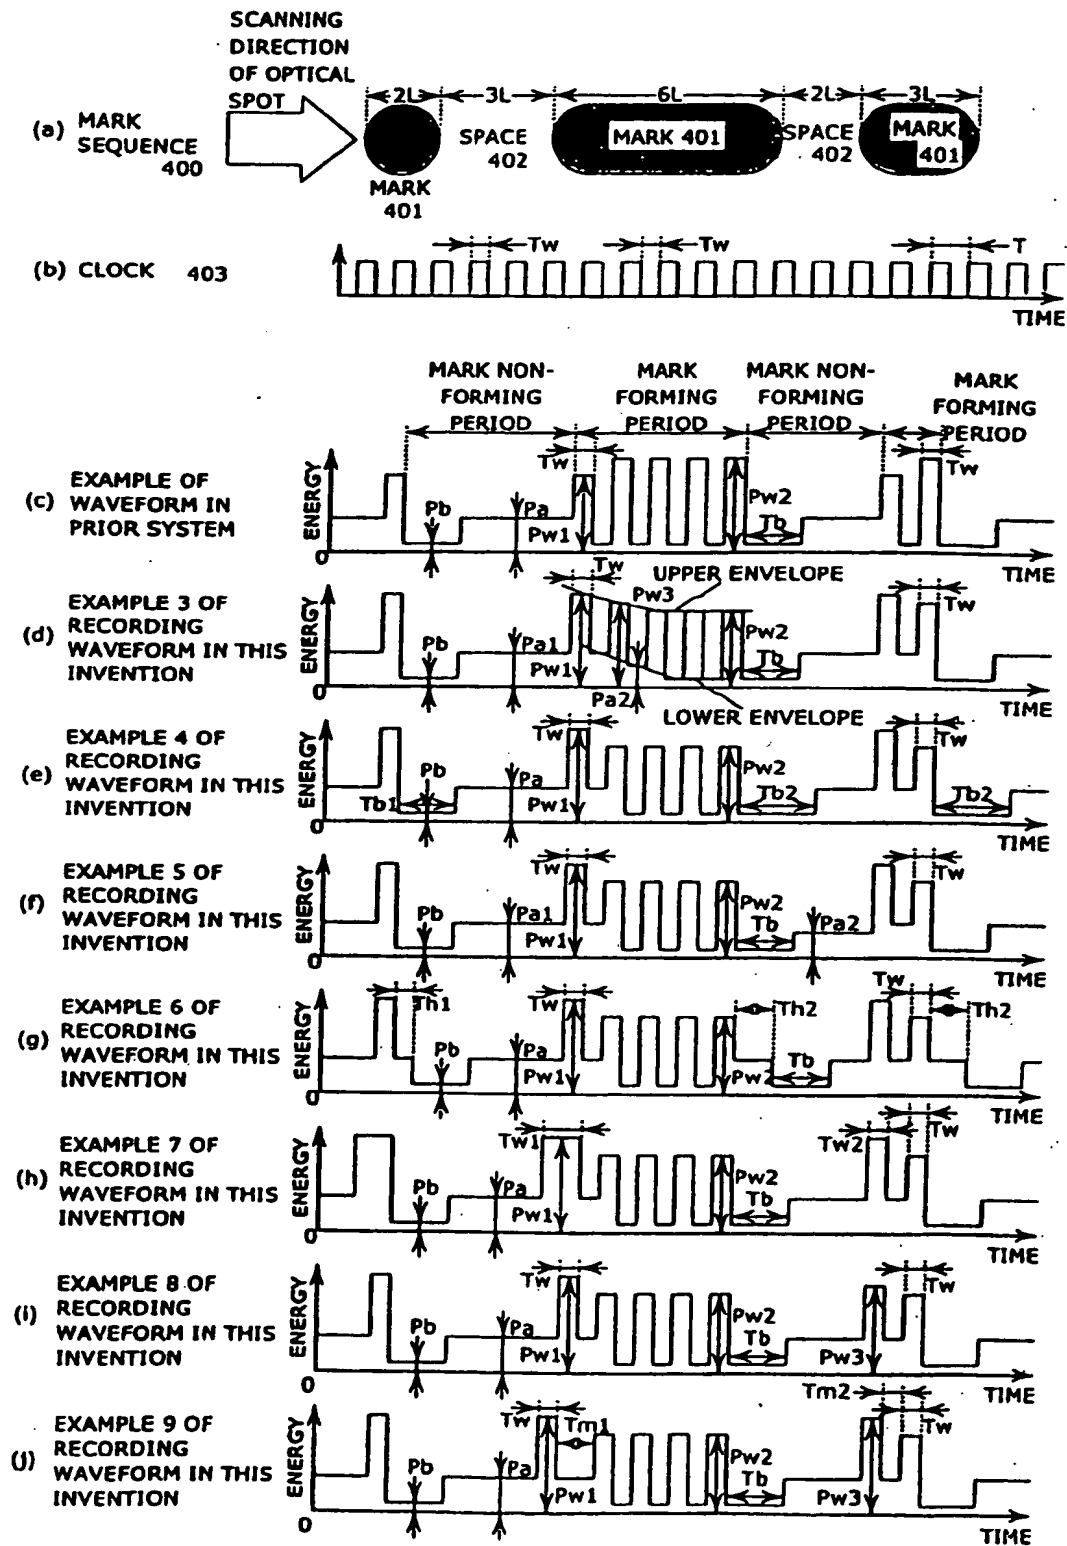 SCANNING
DIRECTION
OF OPTICAL
SPOT
2L 3L 6L 2L 3L
(a) MARK
SEQUENCE
400
SPACE
402
MARK 401
SPACE
402
MARK
401
MARK
401
Tw Tw T
(b) CLOCK 403
TIME
MARK NON-
FORMING
PERIOD
MARK
FORMING
PERIOD
MARK NON-
FORMING
PERIOD
MARK
FORMING
PERIOD
(c) EXAMPLE OF
WAVEFORM IN
PRIOR SYSTEM
ENERGY
0
Pb
Pa
Tw
Pw1
Pw2
Tb
Tw
TIME
(d) EXAMPLE 3 OF
RECORDING
WAVEFORM IN THIS
INVENTION
ENERGY
0
Pb
Pa1
Tw
Pw1
Pw3
UPPER ENVELOPE
Pw2
Tb
Pa2
LOWER ENVELOPE
Tw
TIME
(e) EXAMPLE 4 OF
RECORDING
WAVEFORM IN THIS
INVENTION
ENERGY
0
Tb1
Pb
Pa
Tw
Pw1
Pw2
Tb2
Tw
Tb2
TIME
(f) EXAMPLE 5 OF
RECORDING
WAVEFORM IN THIS
INVENTION
ENERGY
0
Pb
Pa1
Tw
Pw1
Pw2
Tb
Pa2
Tw
TIME
(g) EXAMPLE 6 OF
RECORDING
WAVEFORM IN THIS
INVENTION
ENERGY
0
Th1
Pb
Pa
Tw
Pw1
Pw2
Th2
Tb
Tw
Th2
TIME
(h) EXAMPLE 7 OF
RECORDING
WAVEFORM IN THIS
INVENTION
ENERGY
0
Pb
Pa
Tw1
Pw1
Pw2
Tb
Tw2
Tw
TIME
(i) EXAMPLE 8 OF
RECORDING
WAVEFORM IN THIS
INVENTION
ENERGY
0
Pb
Pa
Tw
Pw1
Pw2
Tb
Pw3
Tw
TIME
(j) EXAMPLE 9 OF
RECORDING
WAVEFORM IN THIS
INVENTION
ENERGY
0
Pb
Pa
Tw
Tm1
Pw1
Pw2
Tb
Pw3
Tm2
Tw
TIME